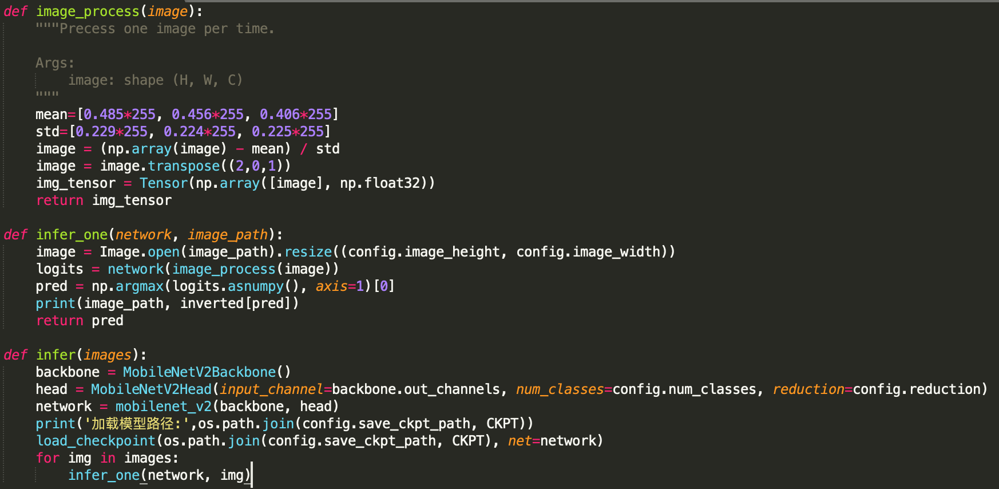 def image_process(image):
    """Precess one image per time.

    Args:
        image: shape (H, W, C)
    """
    mean=[0.485*255, 0.456*255, 0.406*255]
    std=[0.229*255, 0.224*255, 0.225*255]
    image = (np.array(image) - mean) / std
    image = image.transpose((2,0,1))
    img_tensor = Tensor(np.array([image], np.float32))
    return img_tensor

def infer_one(network, image_path):
    image = Image.open(image_path).resize((config.image_height, config.image_width))
    logits = network(image_process(image))
    pred = np.argmax(logits.asnumpy(), axis=1)[0]
    print(image_path, inverted[pred])
    return pred

def infer(images):
    backbone = MobileNetV2Backbone()
    head = MobileNetV2Head(input_channel=backbone.out_channels, num_classes=config.num_classes, reduction=config.reduction)
    network = mobilenet_v2(backbone, head)
    print('加载模型路径:',os.path.join(config.save_ckpt_path, CKPT))
    load_checkpoint(os.path.join(config.save_ckpt_path, CKPT), net=network)
    for img in images:
        infer_one(network, img)